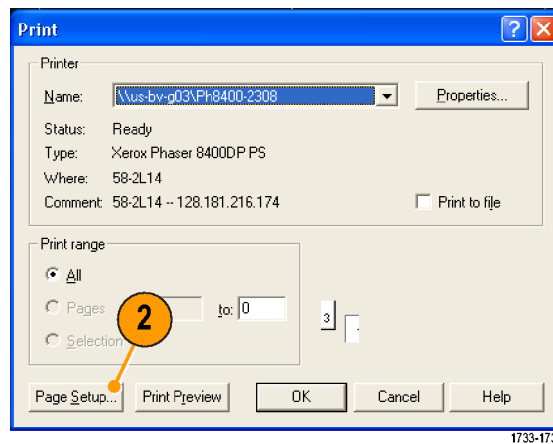 Print
Printer
Name: \\us-bv-g03\Ph8400-2308 Properties...
Status: Ready
Type: Xerox Phaser 8400DP PS
Where: 58-2L14
Comment 58-2L14 -- 128.181.216.174 Print to file
Print range
All
Pages to: 0
2
3
Selection
Page Setup... Print Preview OK Cancel Help
1733-173